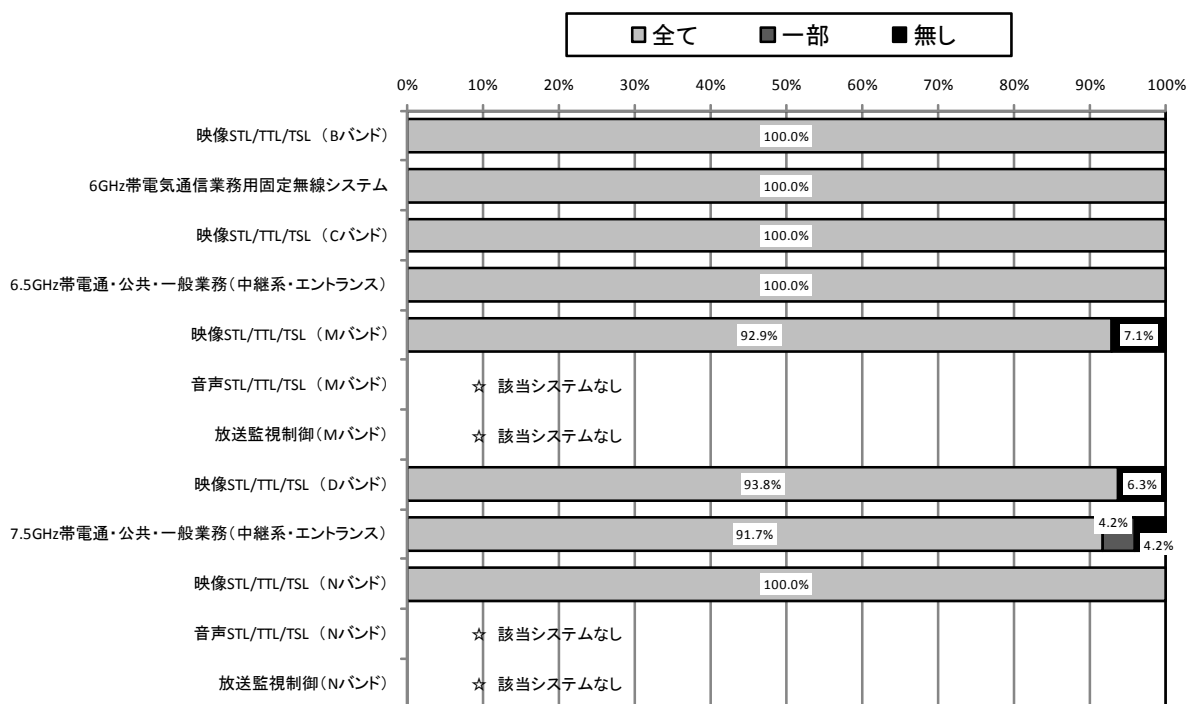 全て 一部 無し
0% 10% 20% 30% 40% 50% 60% 70% 80% 90% 100%
映像STL/TTL/TSL (Bバンド) 100.0%
6GHz帯電気通信業務用固定無線システム 100.0%
映像STL/TTL/TSL (Cバンド) 100.0%
6.5GHz帯電通・公共・一般業務(中継系・エントランス) 100.0%
映像STL/TTL/TSL (Mバンド) 92.9% 7.1%
音声STL/TTL/TSL (Mバンド) ☆ 該当システムなし
放送監視制御(Mバンド) ☆ 該当システムなし
映像STL/TTL/TSL (Dバンド) 93.8% 6.3%
7.5GHz帯電通・公共・一般業務(中継系・エントランス) 91.7% 4.2% 4.2%
映像STL/TTL/TSL (Nバンド) 100.0%
音声STL/TTL/TSL (Nバンド) ☆ 該当システムなし
放送監視制御(Nバンド) ☆ 該当システムなし